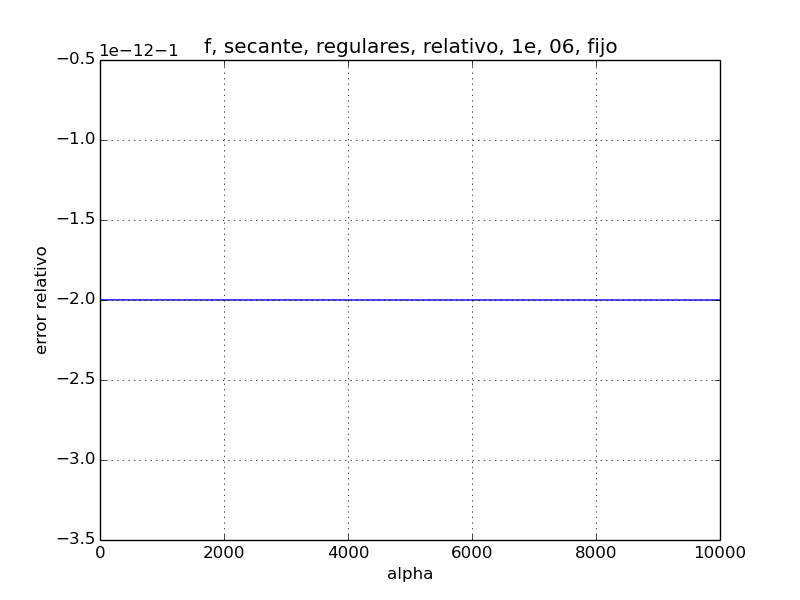 f, secante, regulares, relativo, 1e, 06, fijo
1e−12−1
−0.5
−1.0
−1.5
−2.0
−2.5
−3.0
−3.5
error relativo
0 2000 4000 6000 8000 10000
alpha